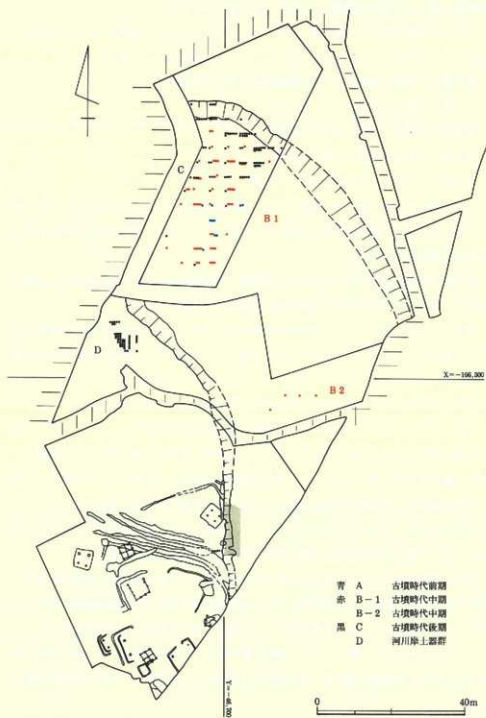 C
B 1
D
X=-166,300
B 2
青 A 古墳時代前期
赤 B-1 古墳時代中期
B-2 古墳時代中期
黒 C 古墳時代後期
D 河川岸土器群
0 40m